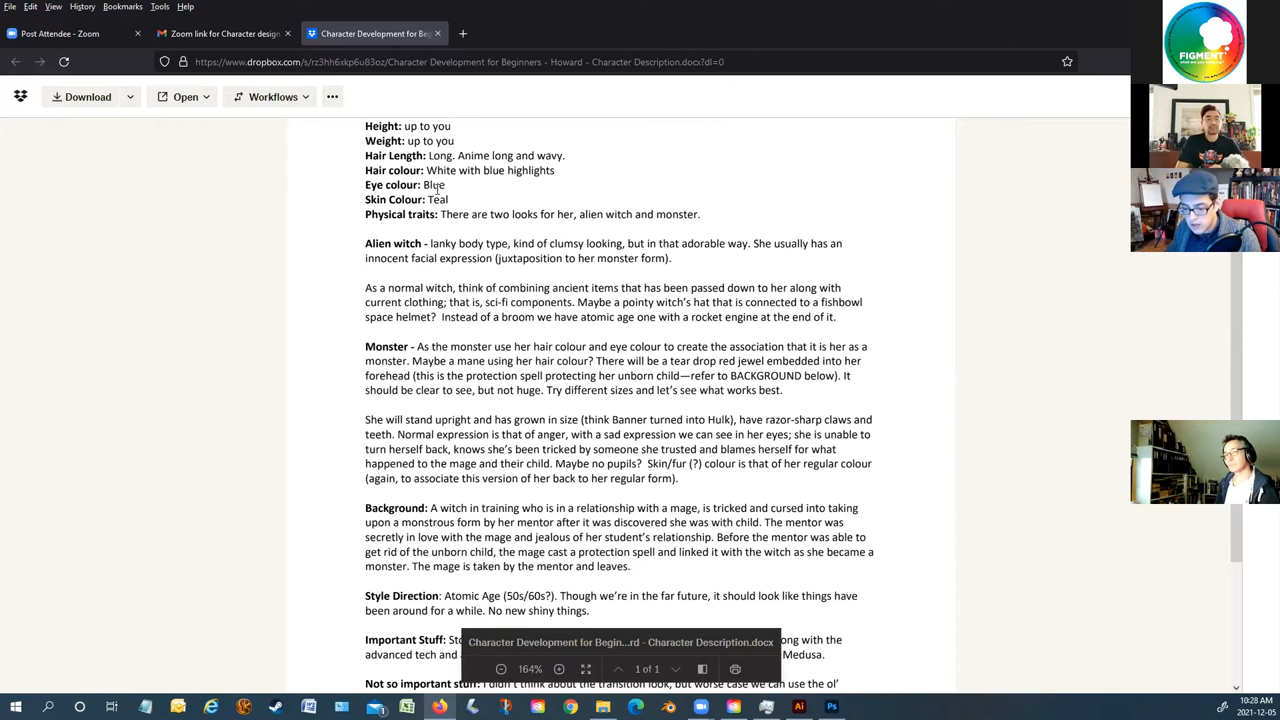 File Edit View History Bookmarks Tools Help
Post Attendee - Zoom
Zoom link for Character design
Character Development for Beg
https://www.dropbox.com/s/rz3hh6xkp6u83oz/Character Development for Beginners - Howard - Character Description.docx?dl=0
Download Open Workflows
FIGMENT
Height: up to you
Weight: up to you
Hair Length: Long. Anime long and wavy.
Hair colour: White with blue highlights
Eye colour: Blue
Skin Colour: Teal
Physical traits: There are two looks for her, alien witch and monster.
Alien witch - lanky body type, kind of clumsy looking, but in that adorable way. She usually has an
innocent facial expression (juxtaposition to her monster form).
As a normal witch, think of combining ancient items that has been passed down to her along with
current clothing; that is, sci-fi components. Maybe a pointy witch's hat that is connected to a fishbowl
space helmet? Instead of a broom we have atomic age one with a rocket engine at the end of it.
Monster - As the monster use her hair colour and eye colour to create the association that it is her as a
monster. Maybe a mane using her hair colour? There will be a tear drop red jewel embedded into her
forehead (this is the protection spell protecting her unborn child—refer to BACKGROUND below). It
should be clear to see, but not huge. Try different sizes and let's see what works best.
She will stand upright and has grown in size (think Banner turned into Hulk), have razor-sharp claws and
teeth. Normal expression is that of anger, with a sad expression we can see in her eyes; she is unable to
turn herself back, knows she's been tricked by someone she trusted and blames herself for what
happened to the mage and their child. Maybe no pupils? Skin/fur (?) colour is that of her regular colour
(again, to associate this version of her back to her regular form).
Background: A witch in training who is in a relationship with a mage, is tricked and cursed into taking
upon a monstrous form by her mentor after it was discovered she was with child. The mentor was
secretly in love with the mage and jealous of her student's relationship. Before the mentor was able to
get rid of the unborn child, the mage cast a protection spell and linked it with the witch as she became a
monster. The mage is taken by the mentor and leaves.
Style Direction: Atomic Age (50s/60s?). Though we're in the far future, it should look like things have
been around for a while. No new shiny things.
Important Stuff: with the
advanced tech and Medusa.
Character Development for Begin...rd - Character Description.docx
164% 1 of 1
Not so important stuff: I didn't think about the transition look, but worse case we can use the ol'
10:28 AM
2021-12-05